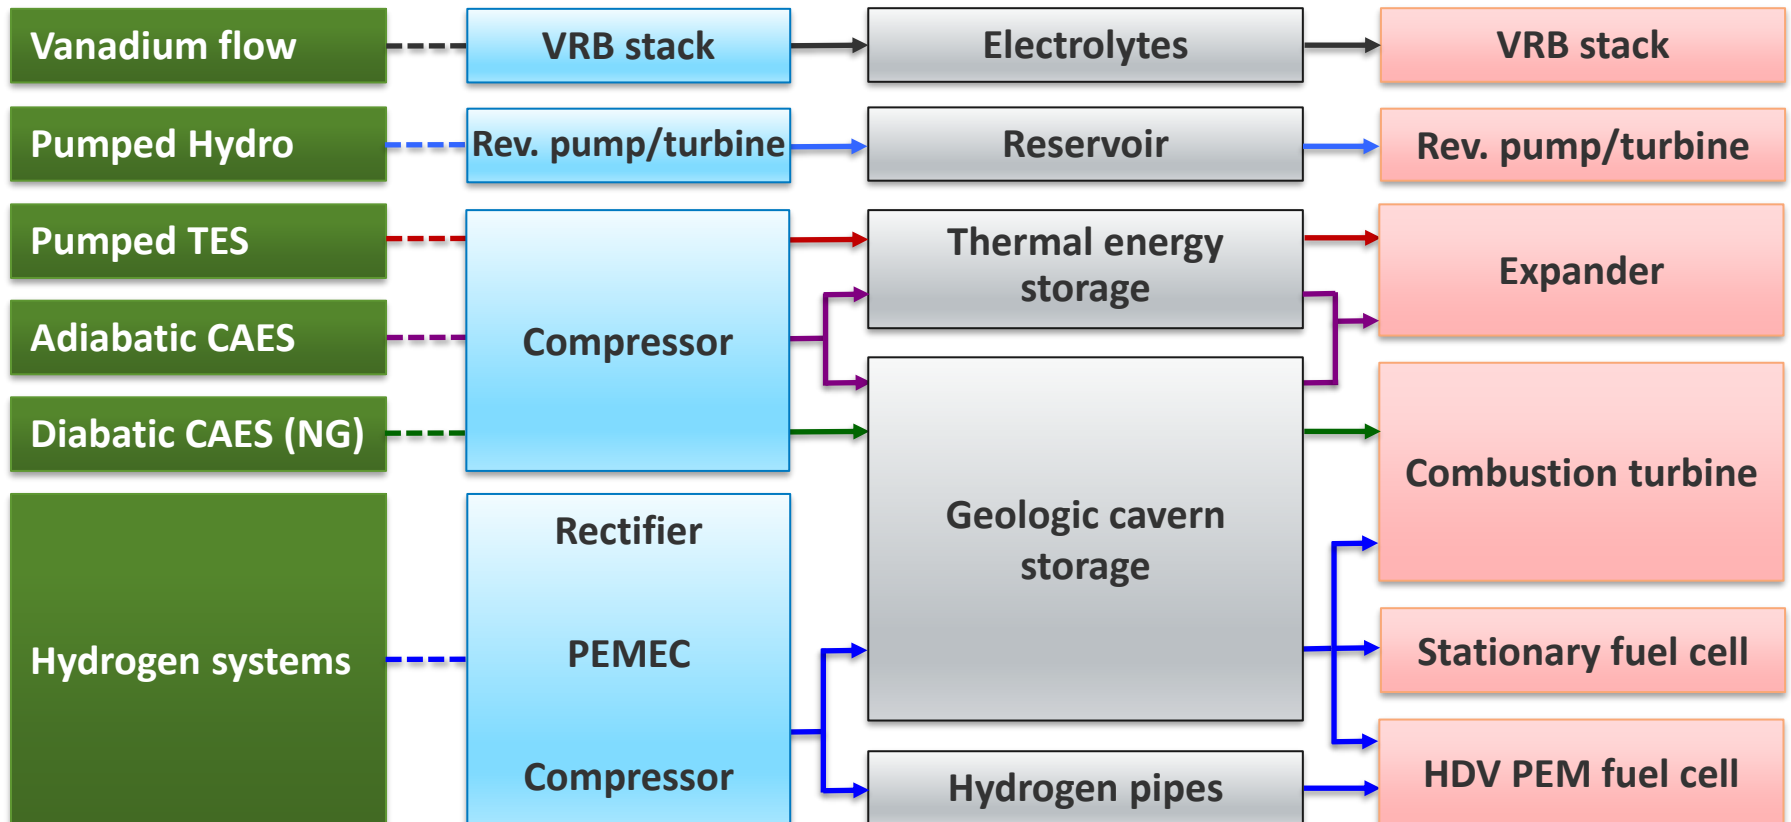 Vanadium flow
VRB stack
Electrolytes
VRB stack
Pumped Hydro
Rev. pump/turbine
Reservoir
Rev. pump/turbine
Pumped TES
Adiabatic CAES
Diabatic CAES (NG)
Compressor
Thermal energy
storage
Expander
Geologic cavern
storage
Combustion turbine
Hydrogen systems
Rectifier
PEMEC
Compressor
Stationary fuel cell
Hydrogen pipes
HDV PEM fuel cell